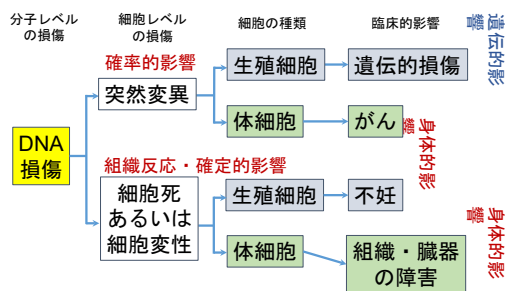 分子レベル
の損傷
細胞レベル
の損傷
細胞の種類
臨床的影響
遺伝的影
響
確率的影響
突然変異
生殖細胞
遺伝的損傷
体細胞
がん
身体的影
響
DNA
損傷
組織反応・確定的影響
細胞死
あるいは
細胞変性
生殖細胞
不妊
体細胞
組織・臓器
の障害
身体的影
響